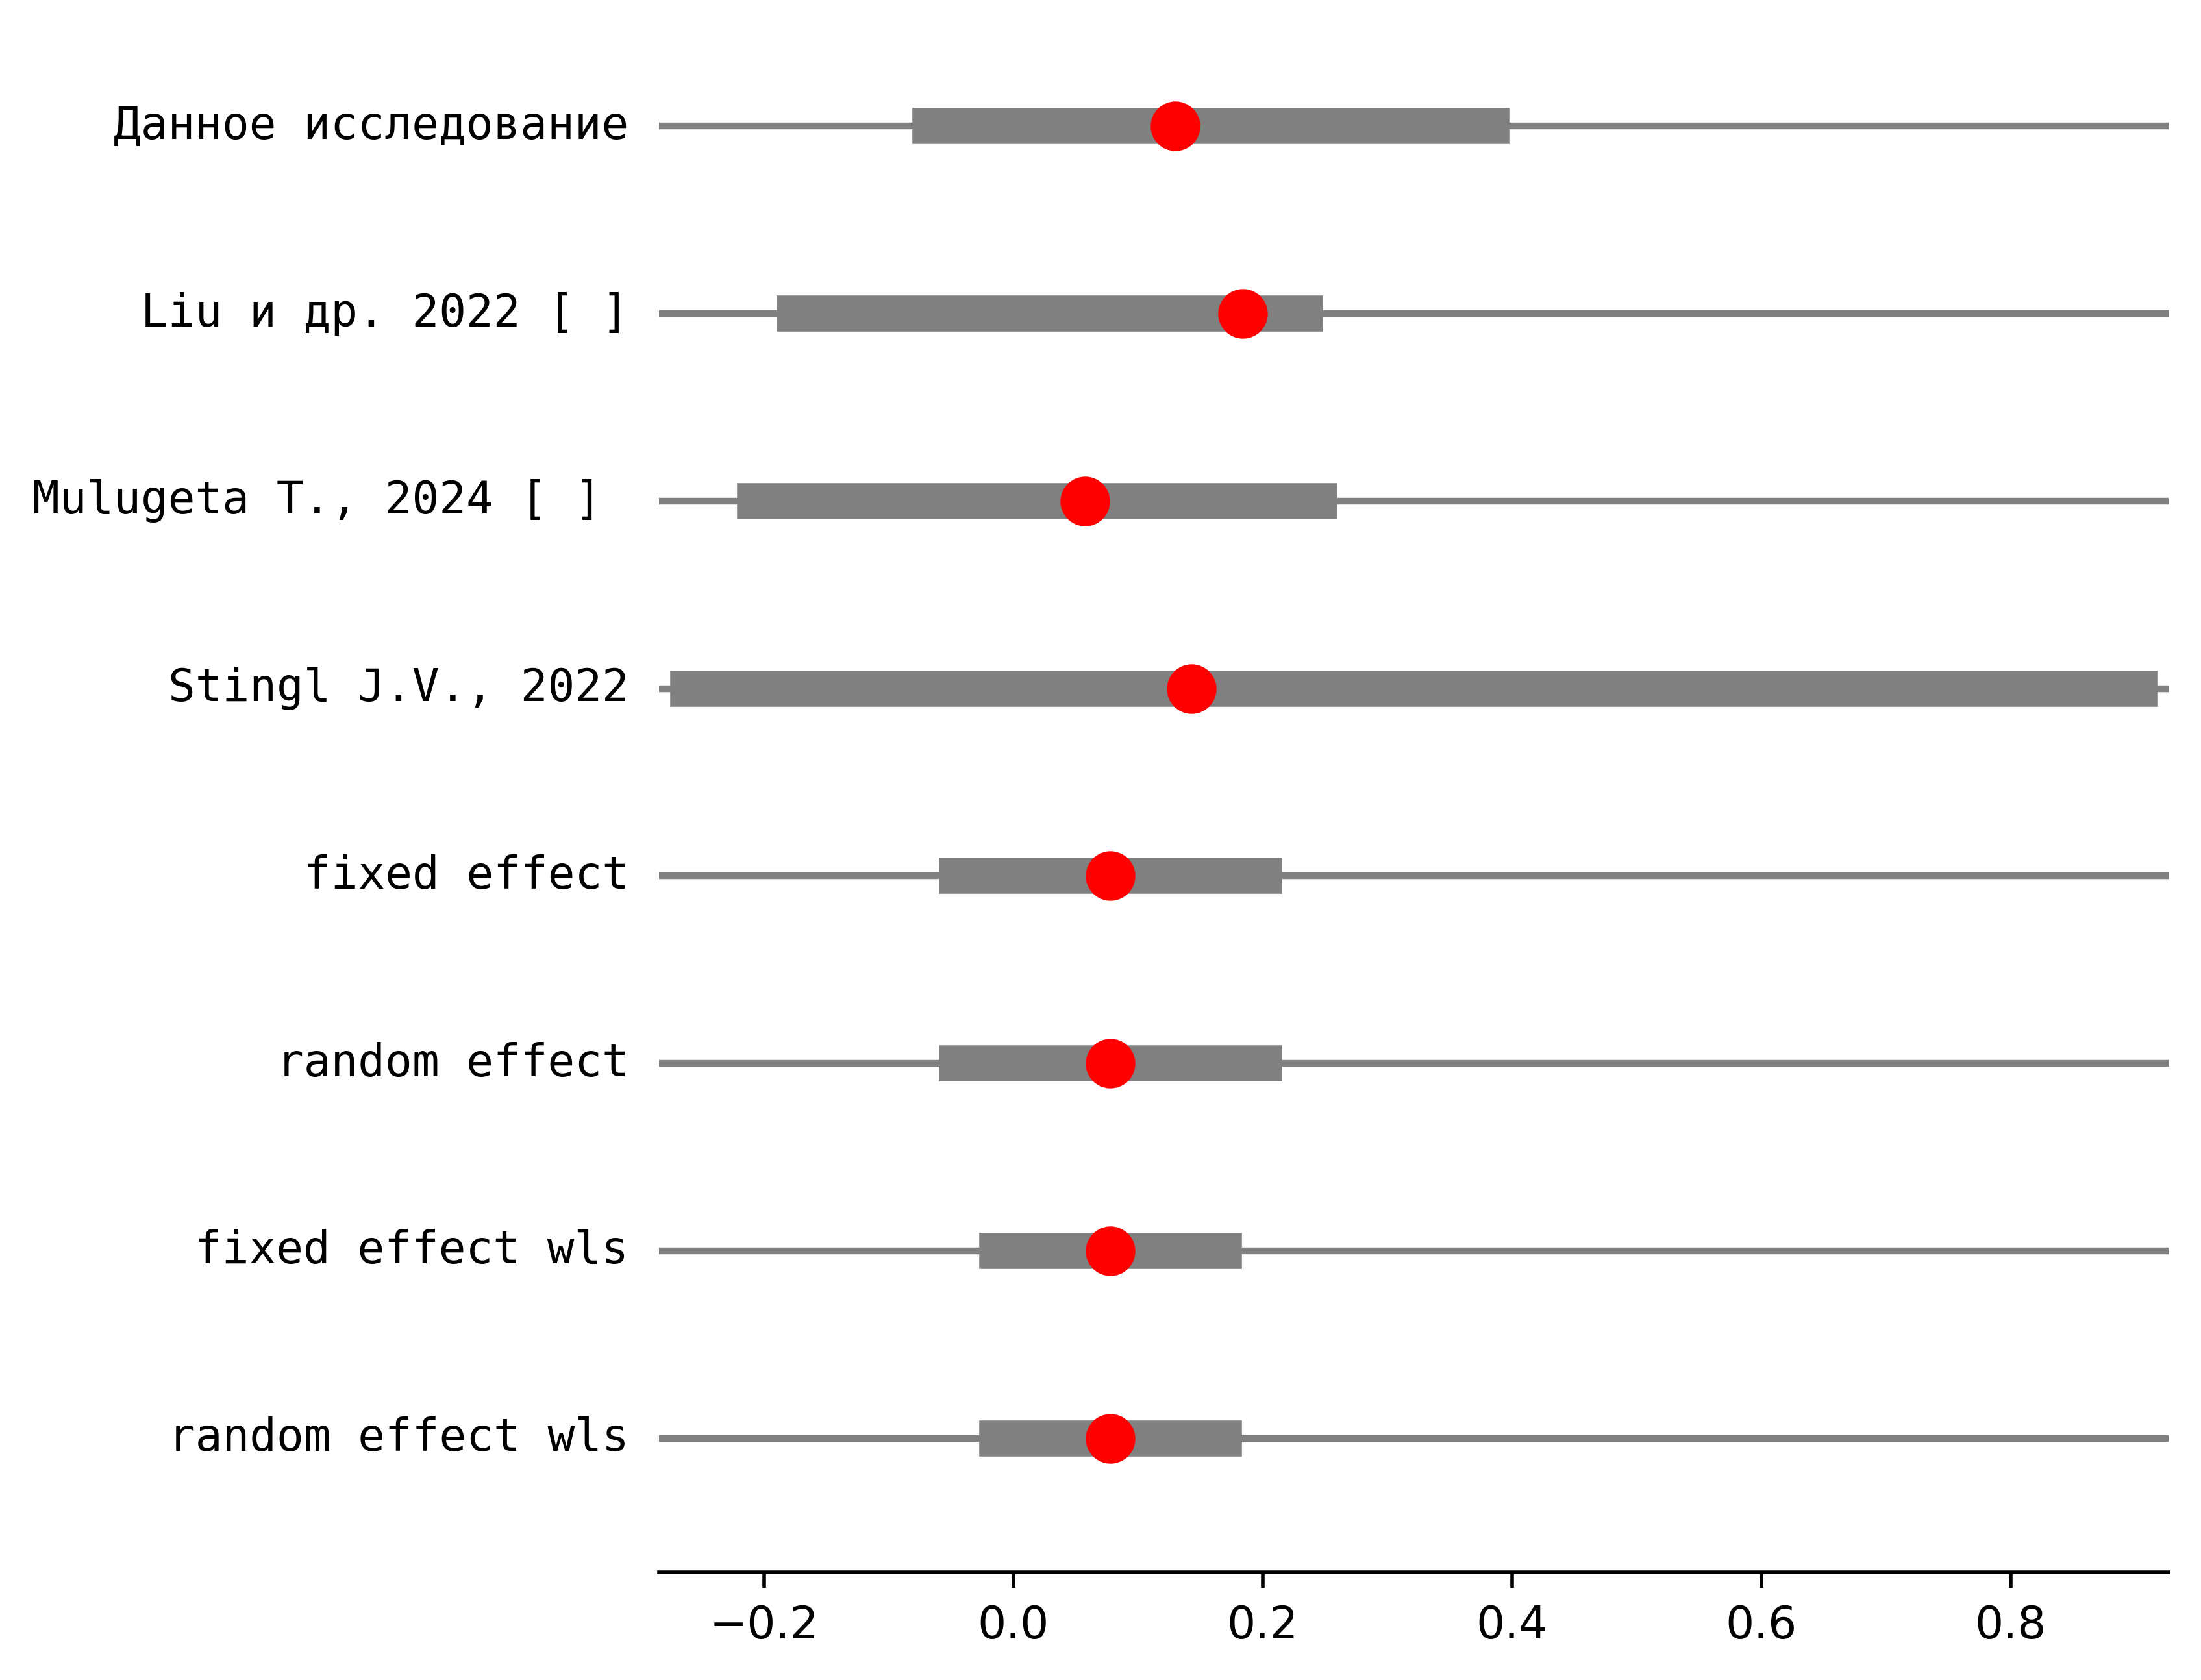 Данное исследование
Liu и др. 2022 [ ]
Mulugeta T., 2024 [ ]
Stingl J.V., 2022
fixed effect
random effect
fixed effect wls
random effect wls
−0.2 0.0 0.2 0.4 0.6 0.8